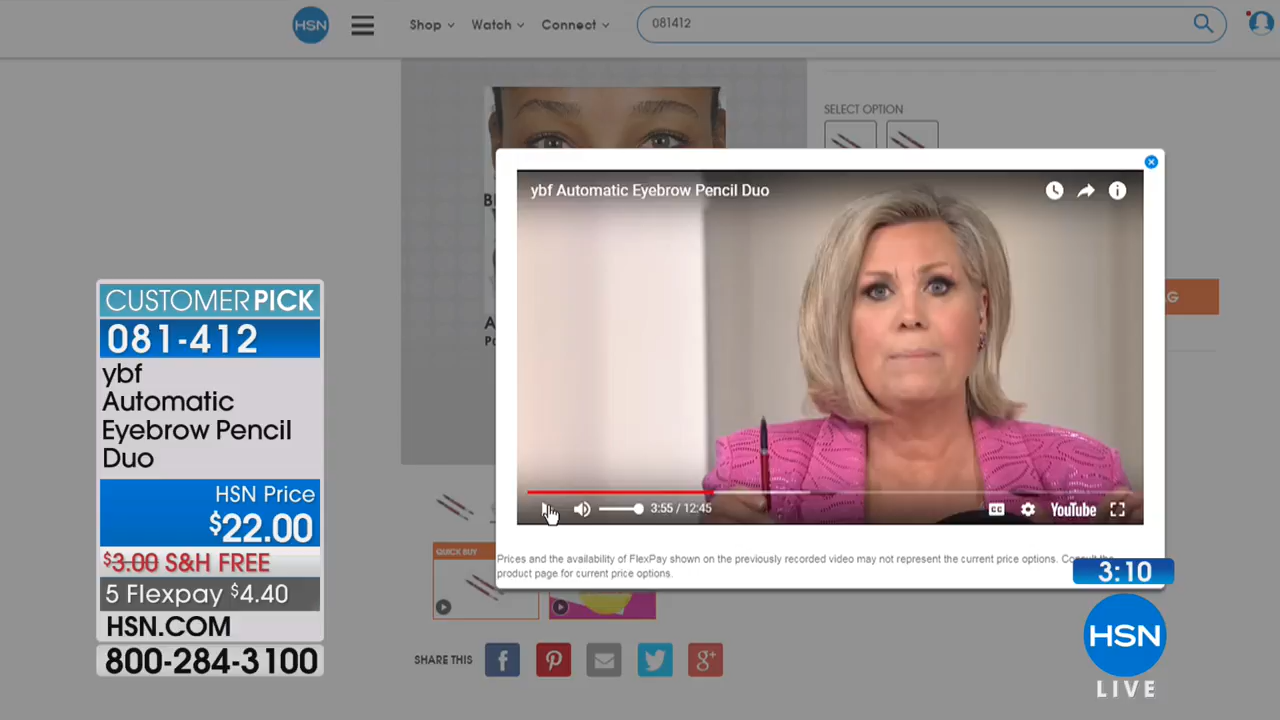 HSN
Shop
Watch
Connect
081412
SELECT OPTION
ybf Automatic Eyebrow Pencil Duo
CUSTOMER PICK
081-412
ybf
Automatic
Eyebrow Pencil
Duo
HSN Price
$22.00
$3.00 S&H FREE
5 Flexpay $4.40
HSN.COM
800-284-3100
3:55 / 12:45
CC
YouTube
QUICK BUY
Prices and the availability of FlexPay shown on the previously recorded video may not represent the current price options. Consult the
product page for current price options.
3:10
HSN
LIVE
SHARE THIS